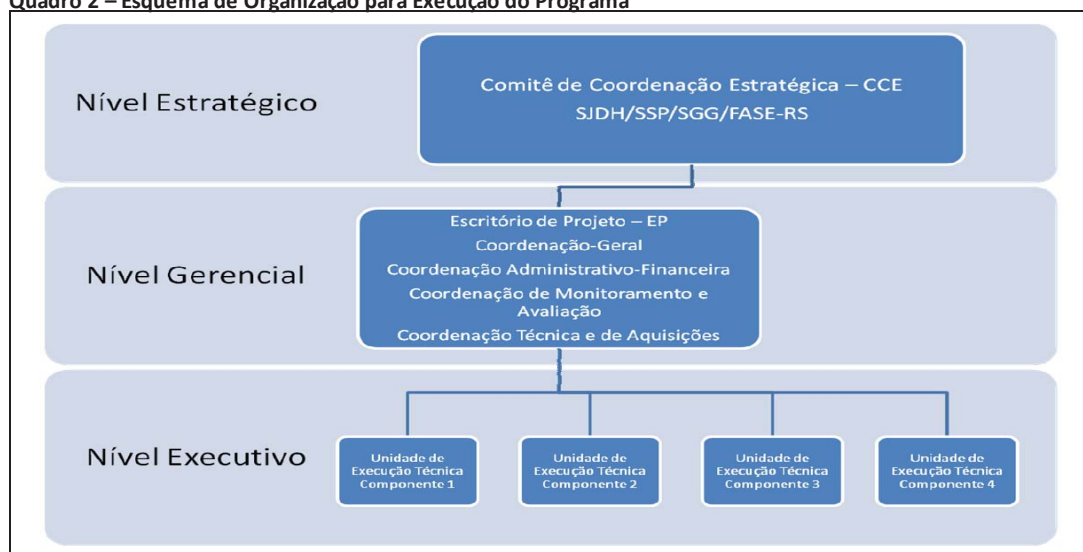 Quadro 2 – Esquema de Organização para Execução do Programa
Nível Estratégico
Comitê de Coordenação Estratégica – CCE
SJDH/SSP/SGG/FASE-RS
Nível Gerencial
Escritório de Projeto – EP
Coordenação-Geral
Coordenação Administrativo-Financeira
Coordenação de Monitoramento e
Avaliação
Coordenação Técnica e de Aquisições
Nível Executivo
Unidade de
Execução Técnica
Componente 1
Unidade de
Execução Técnica
Componente 2
Unidade de
Execução Técnica
Componente 3
Unidade de
Execução Técnica
Componente 4